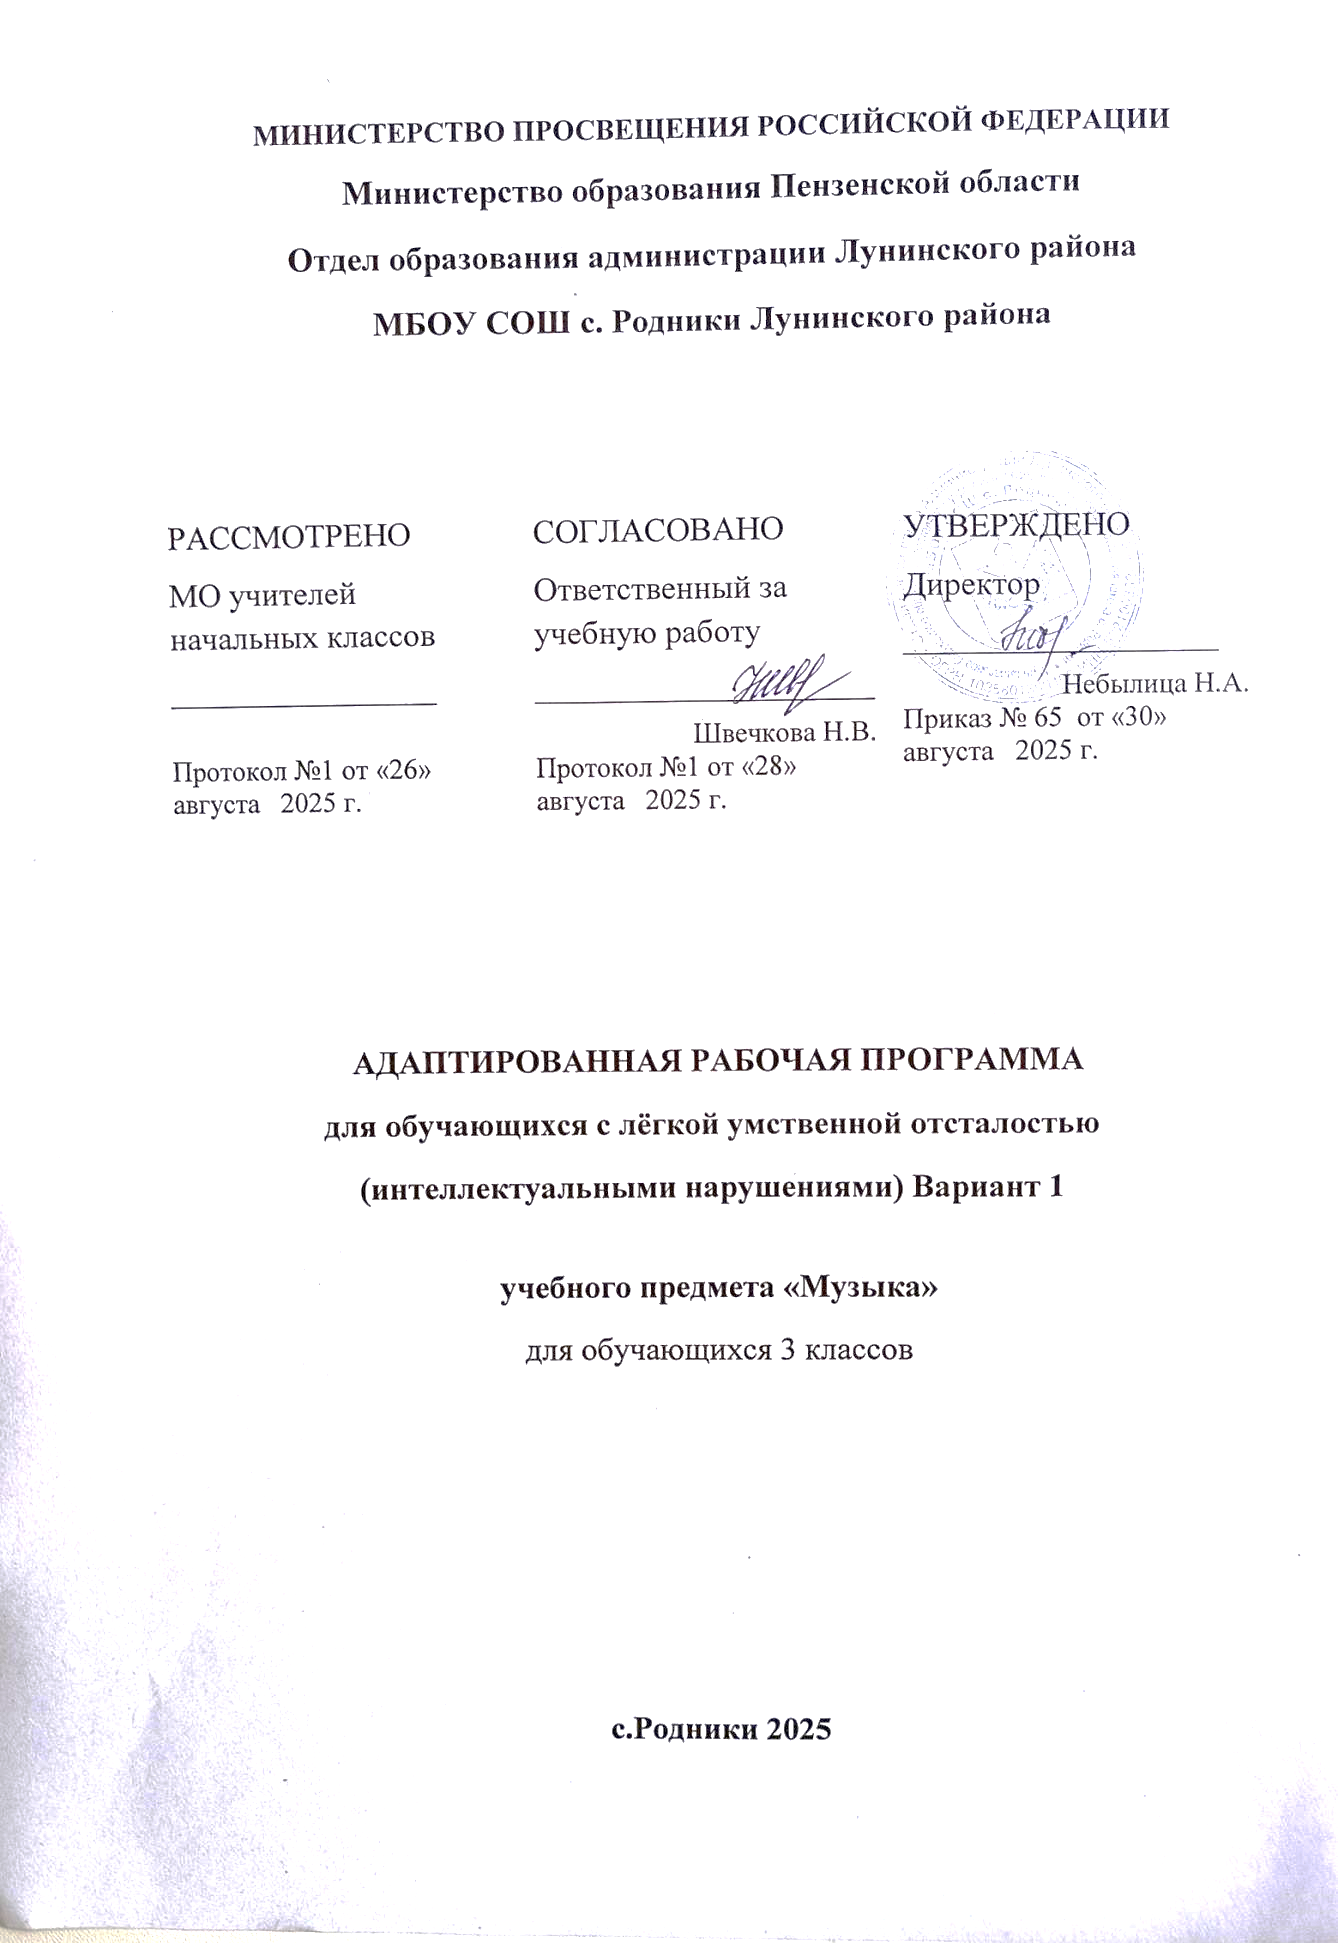 МИНИСТЕРСТВО ПРОСВЕЩЕНИЯ РОССИЙСКОЙ ФЕДЕРАЦИИ
Министерство образования Пензенской области
Отдел образования администрации Лунинского района
МБОУ СОШ с. Родники Лунинского района
РАССМОТРЕНО
МО учителей
начальных классов
Протокол №1 от «26»
августа 2025 г.
СОГЛАСОВАНО
Ответственный за
учебную работу
Швечкова Н.В.
Протокол №1 от «28»
августа 2025 г.
УТВЕРЖДЕНО
Директор
Небылица Н.А.
Приказ № 65 от «30»
августа 2025 г.
АДАПТИРОВАННАЯ РАБОЧАЯ ПРОГРАММА
для обучающихся с лёгкой умственной отсталостью
(интеллектуальными нарушениями) Вариант 1
учебного предмета «Музыка»
для обучающихся 3 классов
с.Родники 2025